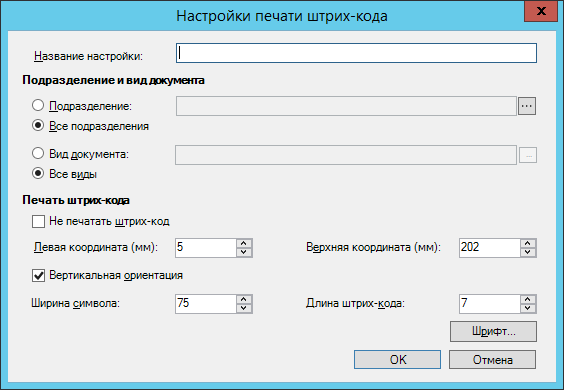 Настройки печати штрих-кода
x
Название настройки:
Подразделение и вид документа
Подразделение: ...
Все подразделения
Вид документа: ...
Все виды
Печать штрих-кода
Не печатать штрих-код
Левая координата (мм): 5 Верхняя координата (мм): 202
Вертикальная ориентация
Ширина символа: 75 Длина штрих-кода: 7
Шрифт...
OK Отмена